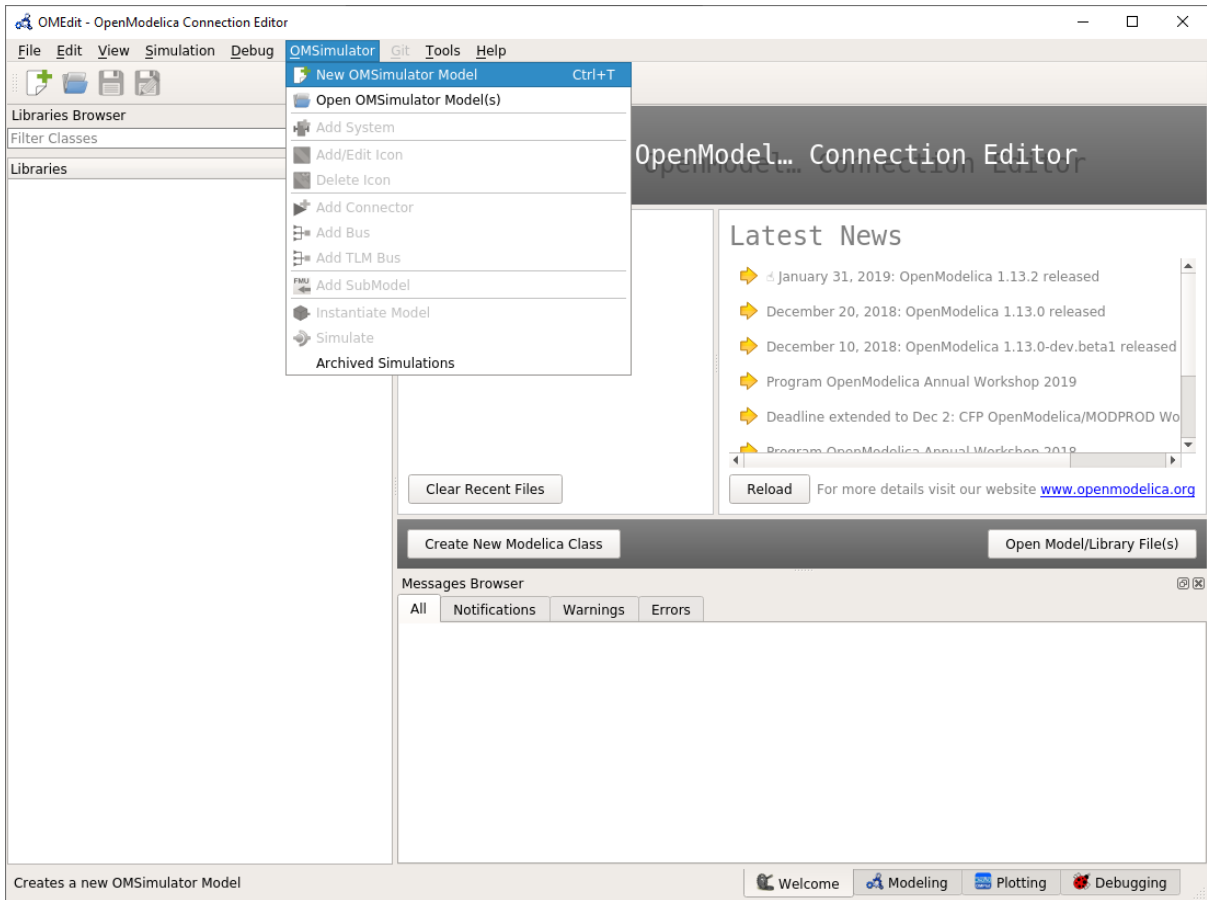 OMEdit - OpenModelica Connection Editor
File Edit View Simulation Debug OMSimulator Git Tools Help
New OMSimulator Model Ctrl+T
Open OMSimulator Model(s)
Add System
Add/Edit Icon
Delete Icon
Add Connector
Add Bus
Add TLM Bus
FMU Add SubModel
Instantiate Model
Simulate
Archived Simulations
Libraries Browser
Filter Classes
Libraries
OpenModel… Connection Editor
Latest News
January 31, 2019: OpenModelica 1.13.2 released
December 20, 2018: OpenModelica 1.13.0 released
December 10, 2018: OpenModelica 1.13.0-dev.beta1 released
Program OpenModelica Annual Workshop 2019
Deadline extended to Dec 2: CFP OpenModelica/MODPROD Wo
Program OpenModelica Annual Workshop 2018
Clear Recent Files
Reload For more details visit our website www.openmodelica.org
Create New Modelica Class Open Model/Library File(s)
Messages Browser
All Notifications Warnings Errors
Creates a new OMSimulator Model
Welcome Modeling Plotting Debugging